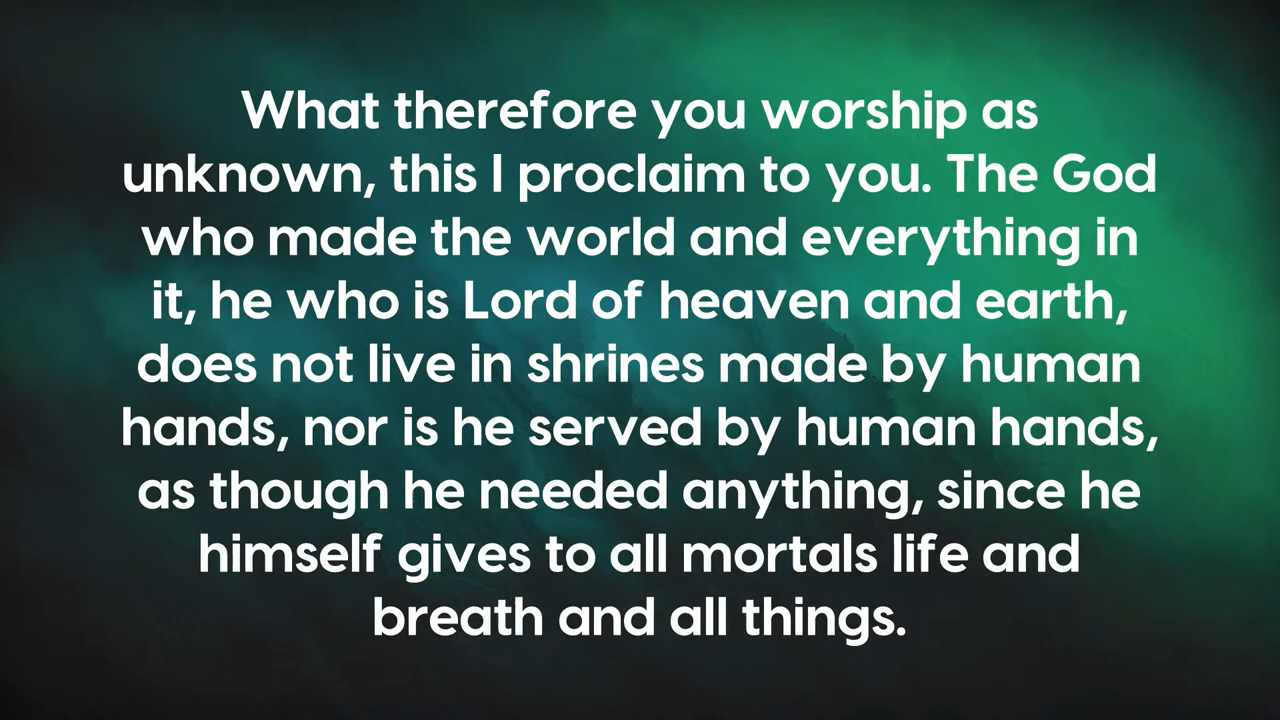 What therefore you worship as
unknown, this I proclaim to you. The God
who made the world and everything in
it, he who is Lord of heaven and earth,
does not live in shrines made by human
hands, nor is he served by human hands,
as though he needed anything, since he
himself gives to all mortals life and
breath and all things.